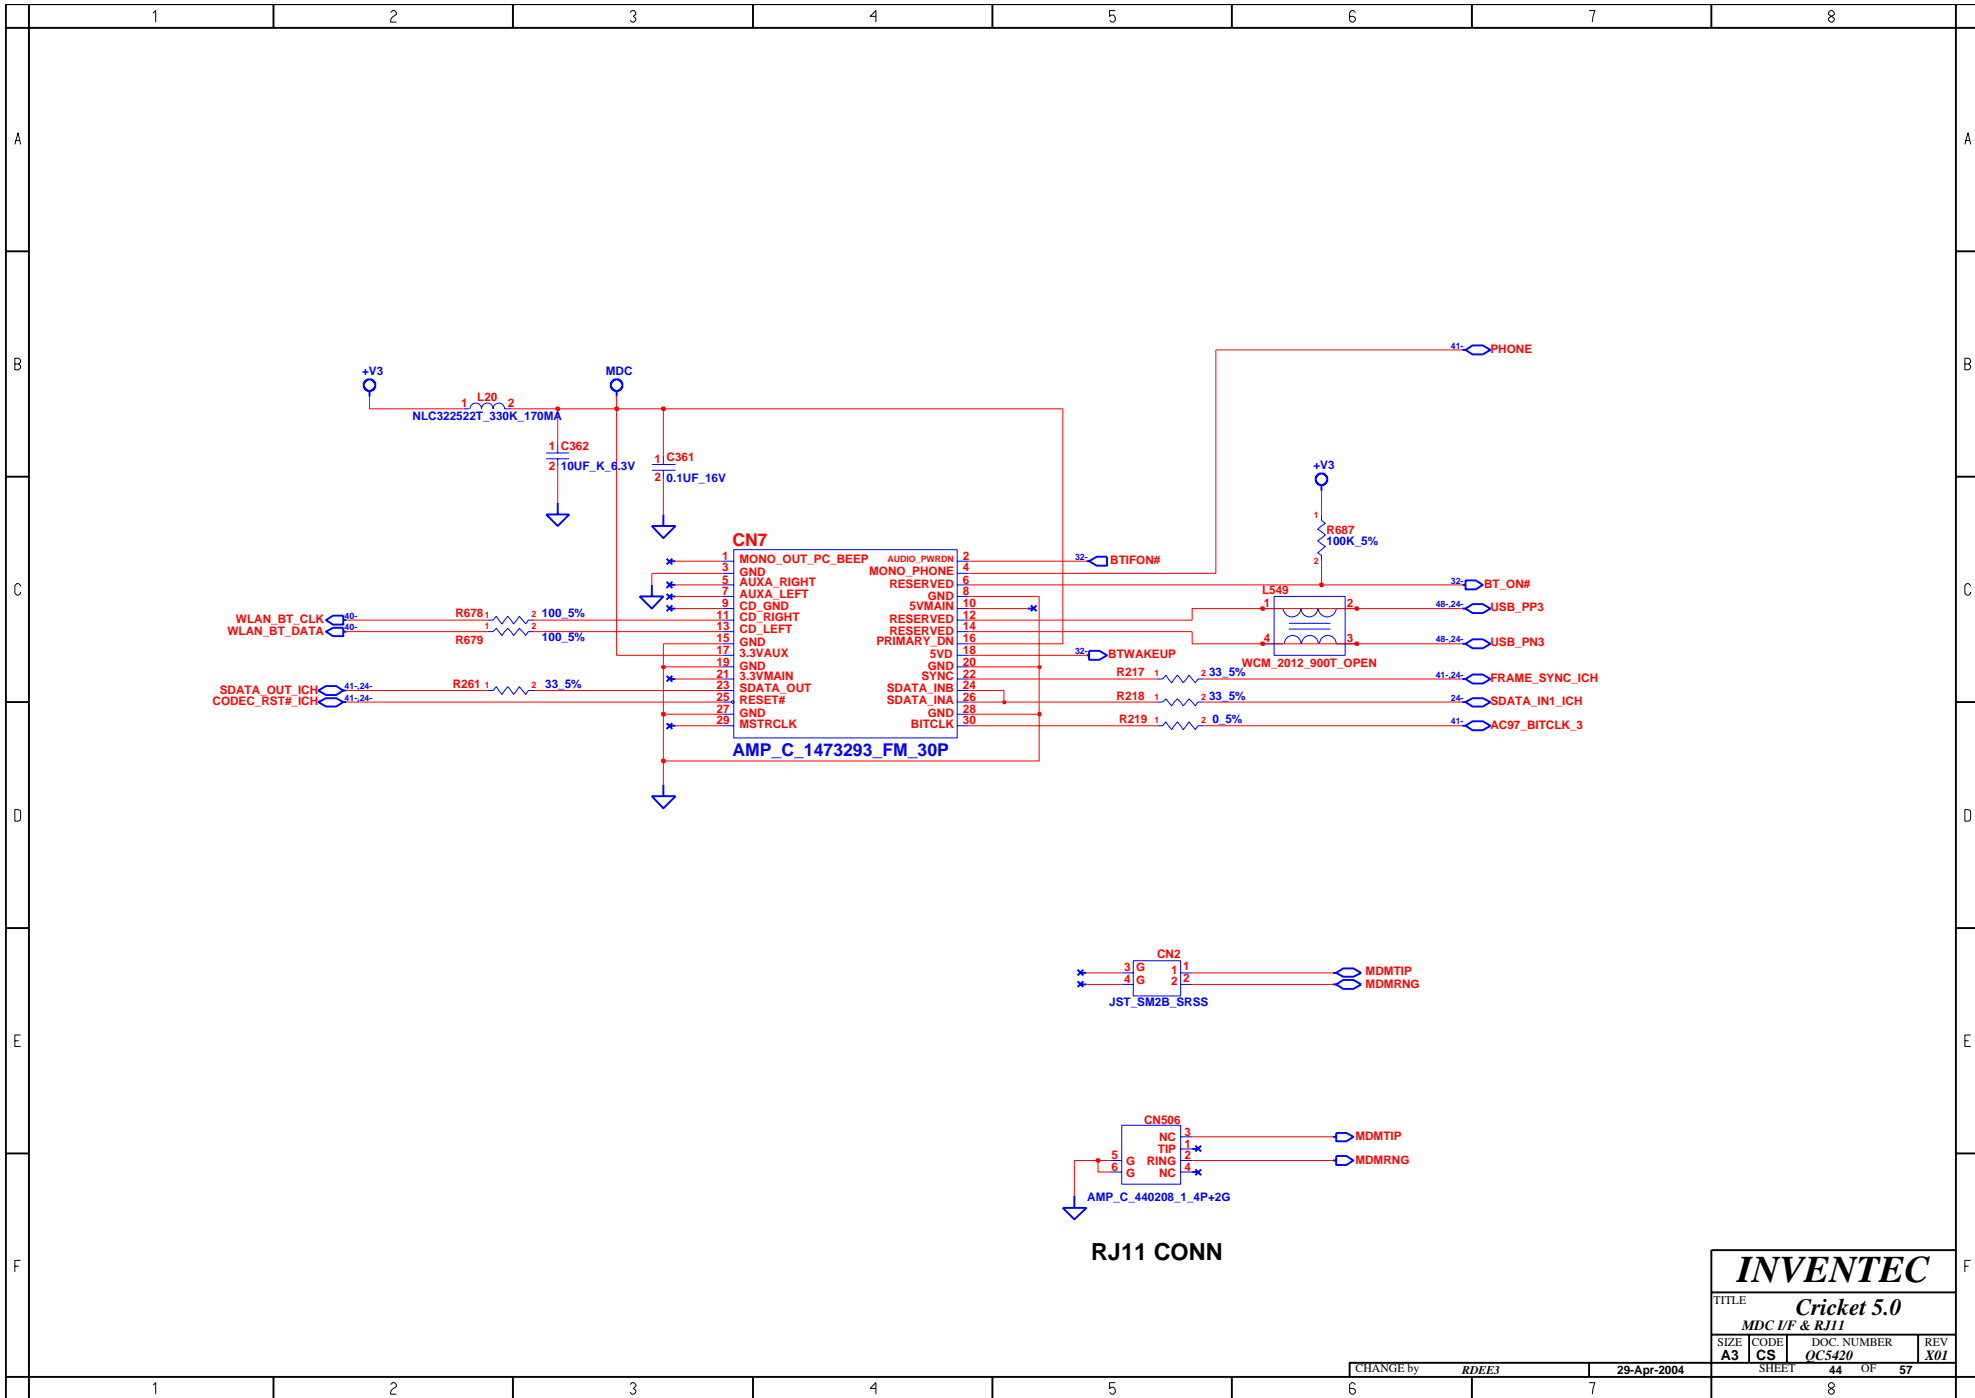 1 2 3 4 5 6 7 8
A A
B B
C C
D D
E E
F F
41- PHONE
+V3
MDC
1 L20 2
NLC322522T_330K_170MA
1 C362
2 10UF_K_6.3V
1 C361
2 0.1UF_16V
+V3
1
R687
100K_5%
2
CN7
1 MONO_OUT_PC_BEEP AUDIO_PWRDN 2
3 GND MONO_PHONE 4
5 AUXA_RIGHT RESERVED 6
7 AUXA_LEFT GND 8
9 CD_GND 5VMAIN 10
11 CD_RIGHT RESERVED 12
13 CD_LEFT RESERVED 14
15 GND PRIMARY_DN 16
17 3.3VAUX 5VD 18
19 GND GND 20
21 3.3VMAIN SYNC 22
23 SDATA_OUT SDATA_INB 24
25 RESET# SDATA_INA 26
27 GND GND 28
29 MSTRCLK BITCLK 30
AMP_C_1473293_FM_30P
WLAN_BT_CLK 40- R678 1 2 100_5%
WLAN_BT_DATA 40- R679 1 2 100_5%
SDATA_OUT_ICH 41-,24- R261 1 2 33_5%
CODEC_RST#_ICH 41-,24-
32- BTIFON#
32- BT_ON#
L549
1 2
4 3
WCM_2012_900T_OPEN
48-,24- USB_PP3
48-,24- USB_PN3
32- BTWAKEUP
R217 1 2 33_5% 41-,24- FRAME_SYNC_ICH
R218 1 2 33_5% 24- SDATA_IN1_ICH
R219 1 2 0_5% 41- AC97_BITCLK_3
CN2
3 G 1 1 MDMTIP
4 G 2 2 MDMRNG
JST_SM2B_SRSS
CN506
NC 3 MDMTIP
TIP 1
5 G RING 2 MDMRNG
6 G NC 4
AMP_C_440208_1_4P+2G
RJ11 CONN
INVENTEC
TITLE
Cricket 5.0
MDC I/F & RJ11
SIZE CODE DOC. NUMBER REV
A3 CS QC5420 X01
CHANGE by RDEE3 29-Apr-2004 SHEET 44 OF 57
1 2 3 4 5 6 7 8